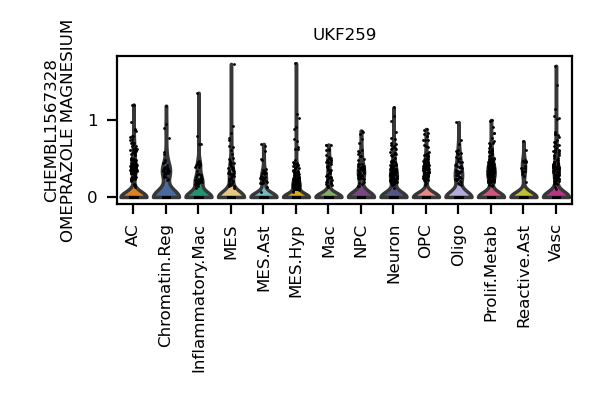 UKF259
CHEMBL1567328
OMEPRAZOLE MAGNESIUM
1
0
AC
Chromatin.Reg
Inflammatory.Mac
MES
MES.Ast
MES.Hyp
Mac
NPC
Neuron
OPC
Oligo
Prolif.Metab
Reactive.Ast
Vasc